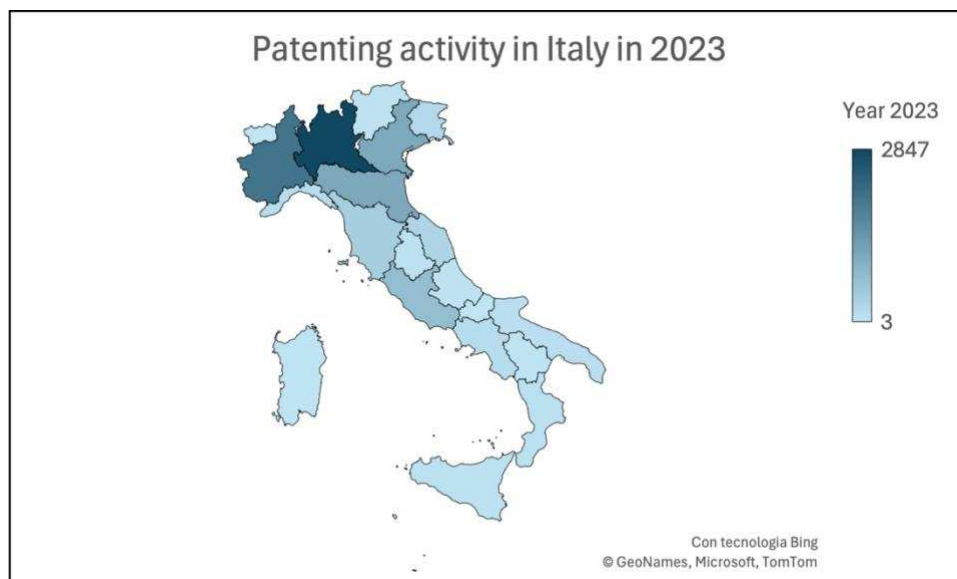 Patenting activity in Italy in 2023
Year 2023
2847
3
Con tecnologia Bing
© GeoNames, Microsoft, TomTom